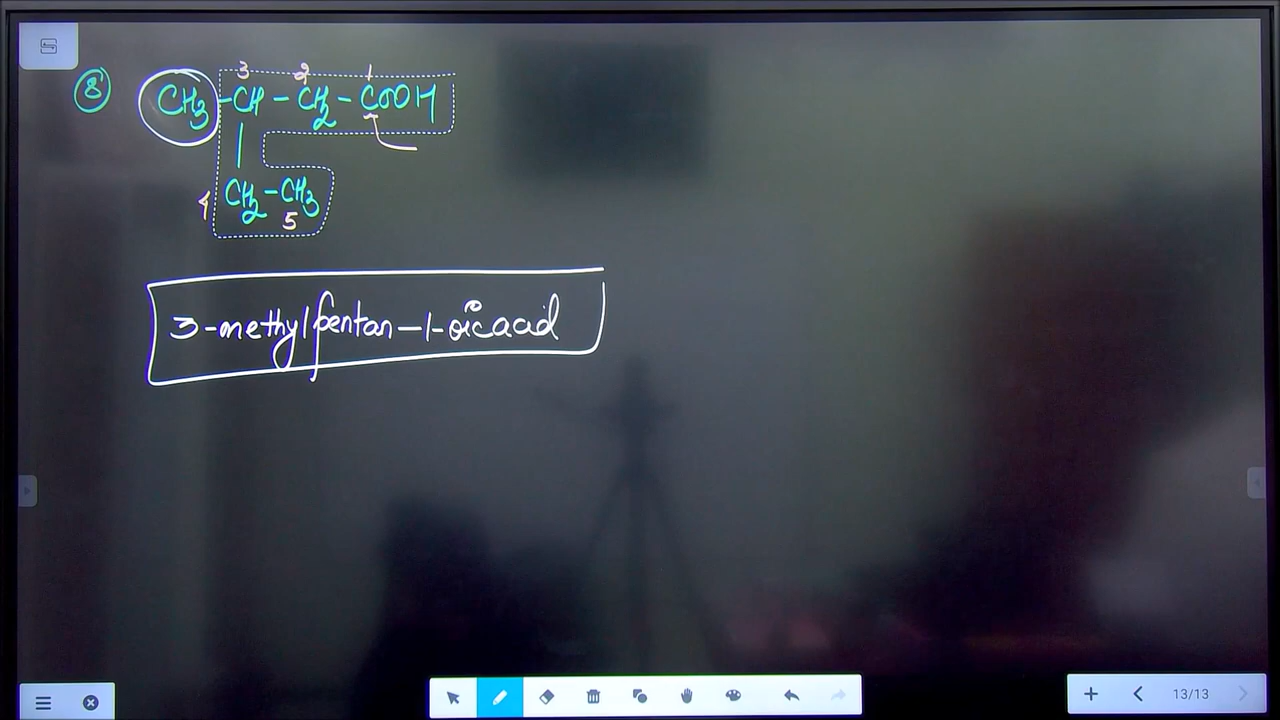 8
3 2 1
CH3-CH-CH2-COOH
|
4 CH2-CH3
5
3-methylpentan-1-oic acid
13/13